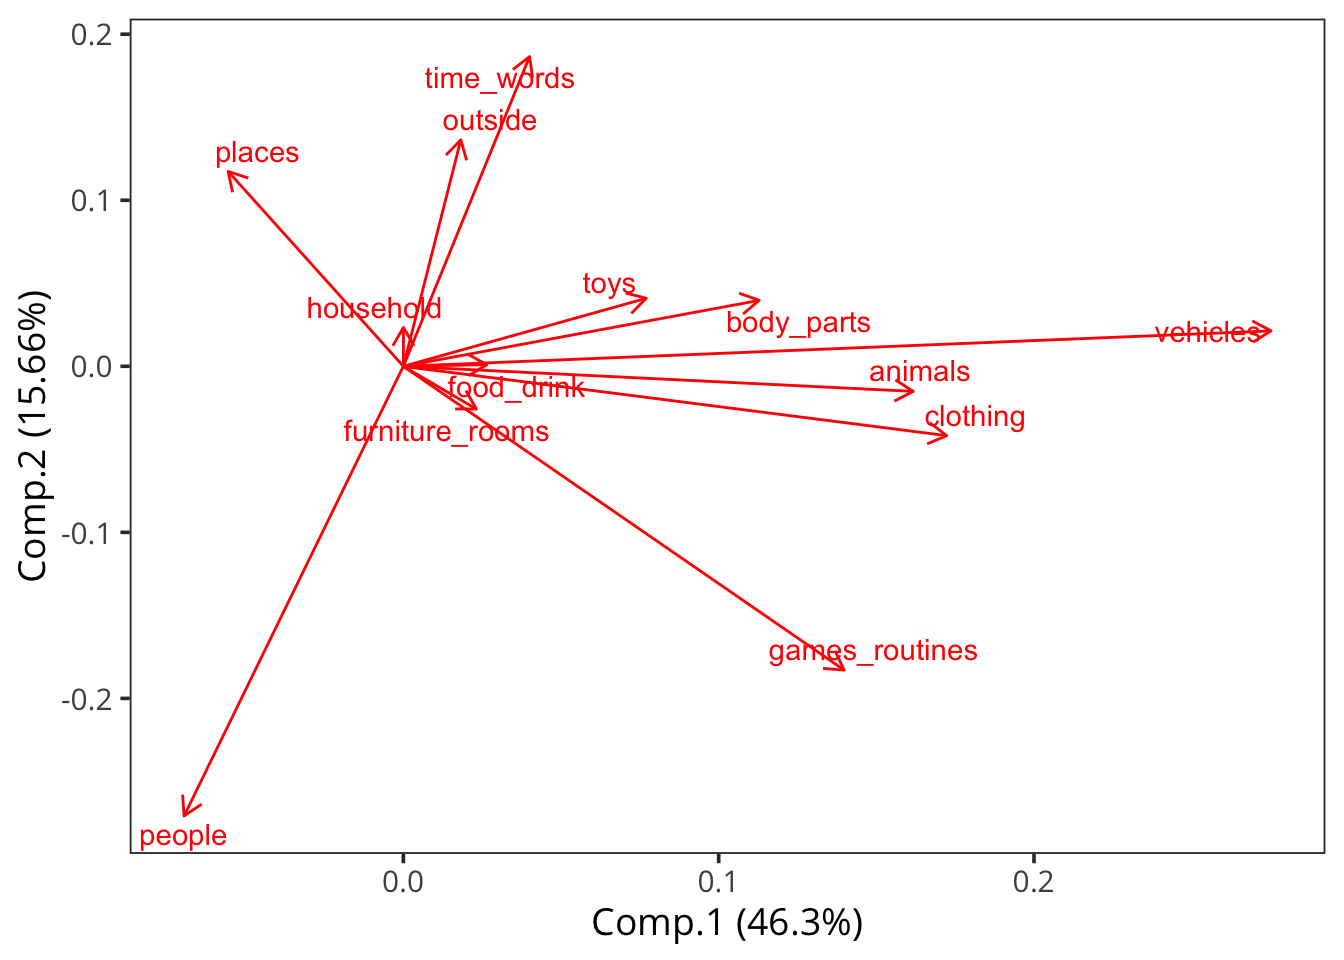 0.2
time_words
outside
places
0.1
toys
household
body_parts
vehicles
0.0
animals
food_drink
clothing
furniture_rooms
-0.1
games_routines
-0.2
people
0.0 0.1 0.2
Comp.1 (46.3%)
Comp.2 (15.66%)